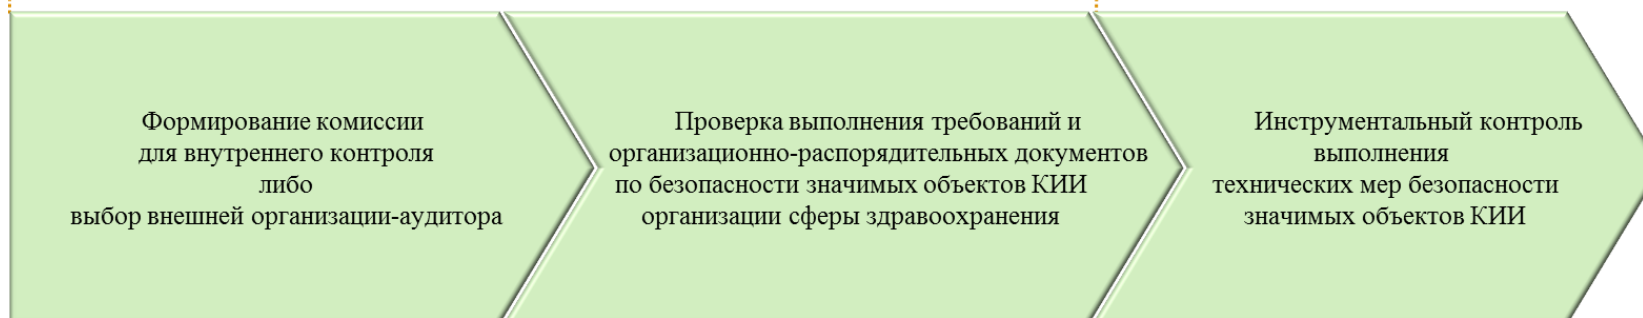 Формирование комиссии
для внутреннего контроля
либо
выбор внешней организации-аудитора
Проверка выполнения требований и
организационно-распорядительных документов
по безопасности значимых объектов КИИ
организации сферы здравоохранения
Инструментальный контроль
выполнения
технических мер безопасности
значимых объектов КИИ